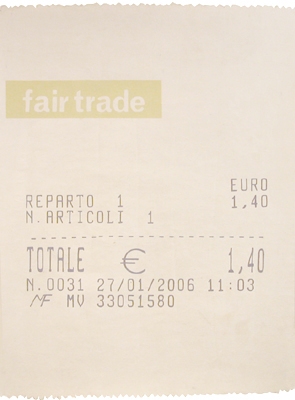 fair trade
EURO
REPARTO 1 1,40
N.ARTICOLI 1
TOTALE € 1,40
N.0031 27/01/2006 11:03
MF MV 33051580